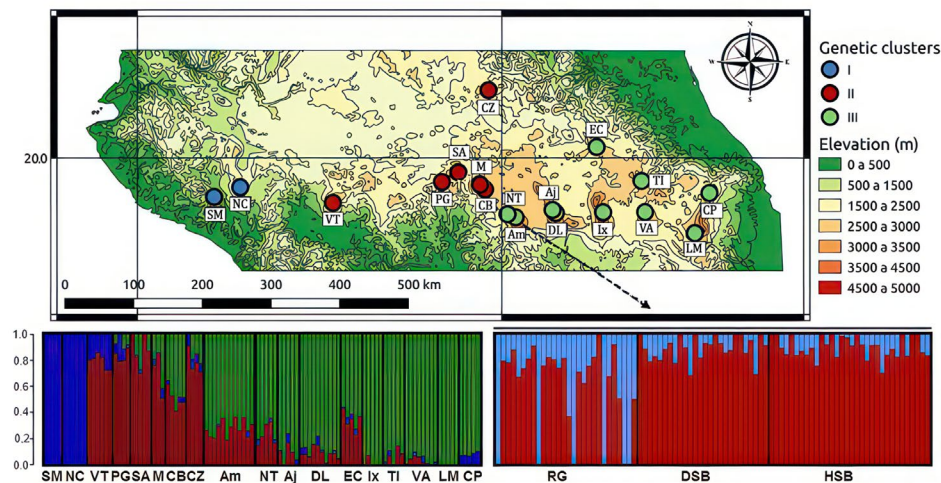 N
W
E
S
Genetic clusters
I
II
III
Elevation (m)
0 a 500
500 a 1500
1500 a 2500
2500 a 3000
3000 a 3500
3500 a 4500
4500 a 5000
20.0
CZ
EC
SA
M
TI
SM
NC
VT
PG
CB
NT
Aj
CP
Am
DL
Ix
VA
LM
0 100 200 300 400 500 km
1.0
0.8
0.6
0.4
0.2
0.0
SM NC VT PG SA M CB CZ Am NT Aj DL EC Ix TI VA LM CP
RG DSB HSB